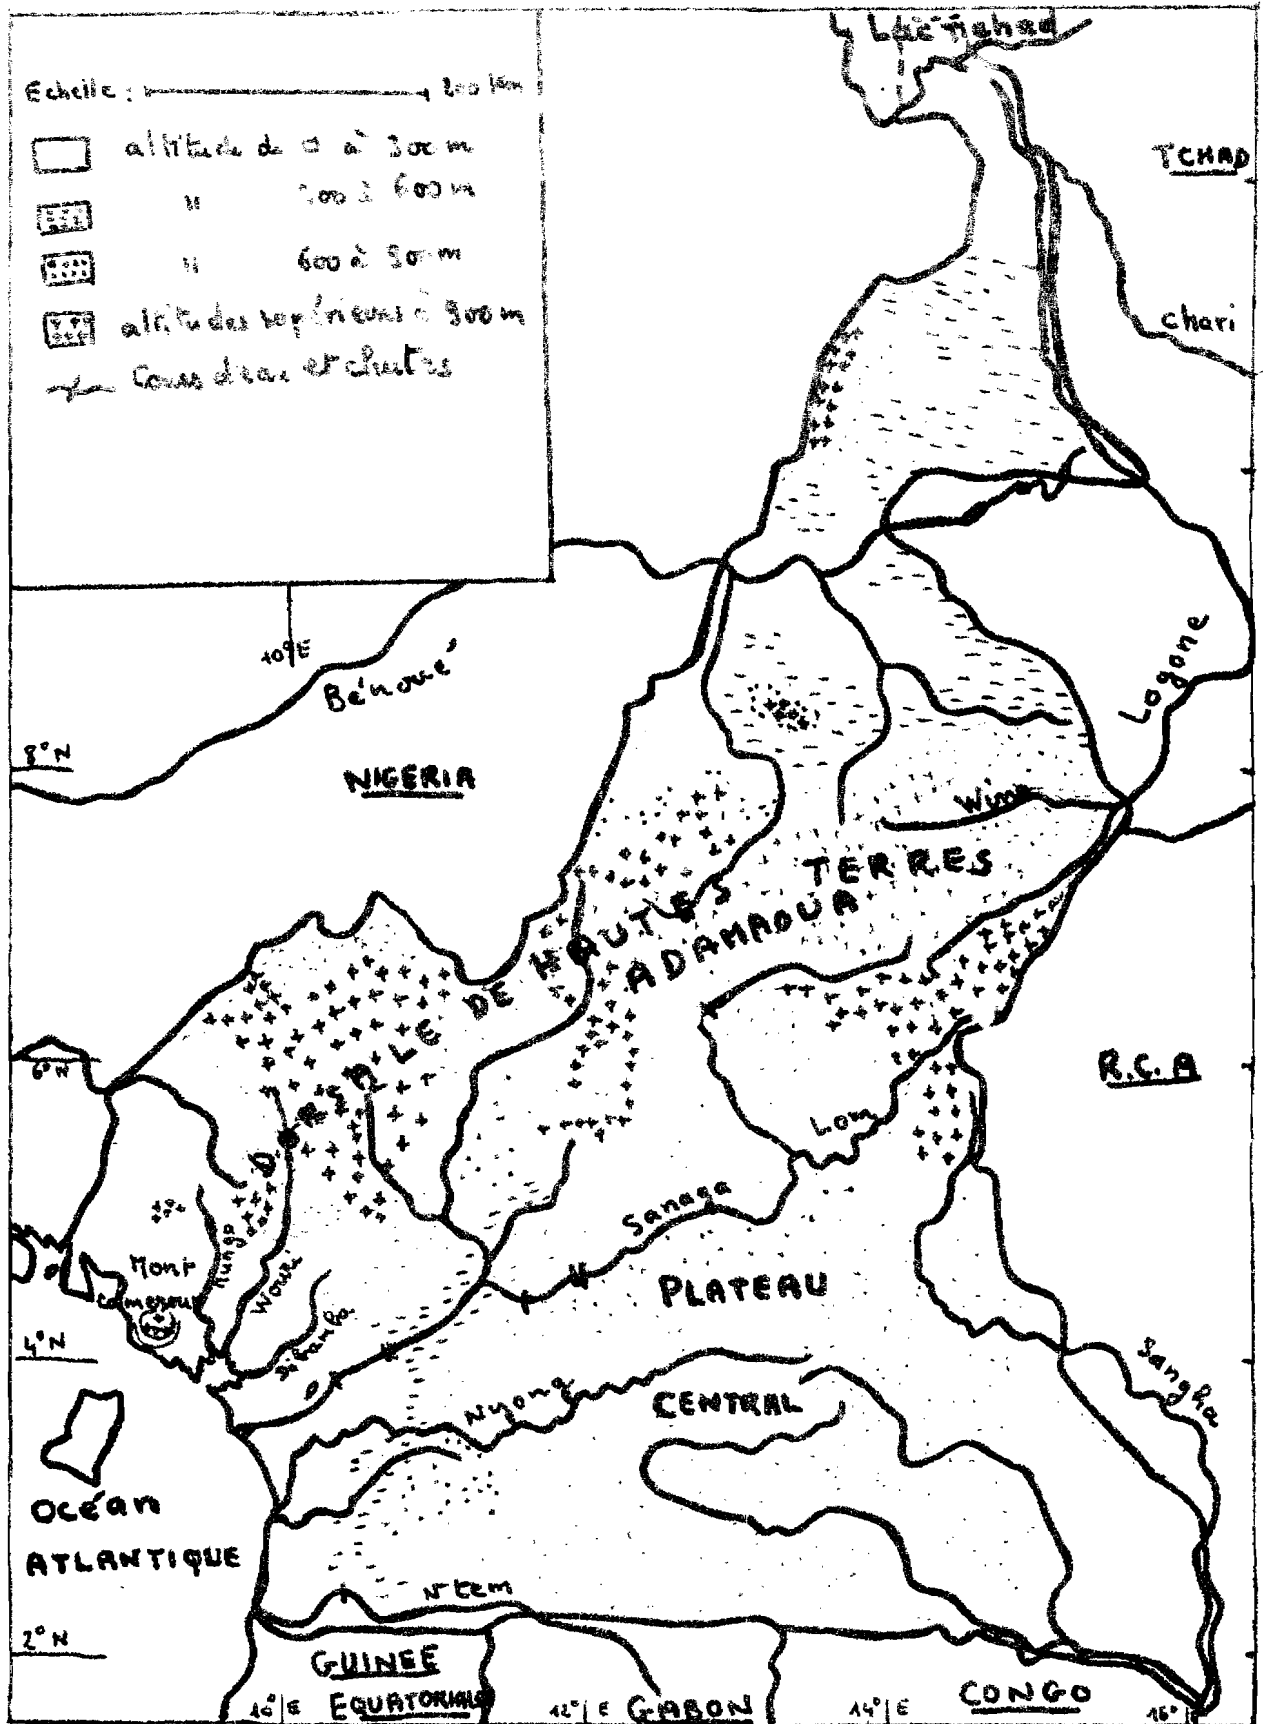 Lac Tchad
Echelle : 200 km
altitude de 0 à 300 m
" 300 à 600 m
" 600 à 900 m
altitudes supérieures à 900 m
Cours d'eau et chutes
TCHAD
Chari
10° E
Bénoué
Logone
8° N
NIGERIA
Wina
DORSALE DE HAUTES TERRES
ADAMAOUA
6° N
R.C.A
Lom
Sanaga
Mungo
Wouri
Mont
Cameroun
PLATEAU
4° N
Dibamba
Sangha
Nyong
CENTRAL
Océan
ATLANTIQUE
Ntem
2° N
GUINEE
EQUATORIALE
GABON
CONGO
10° E
12° E
14° E
16°